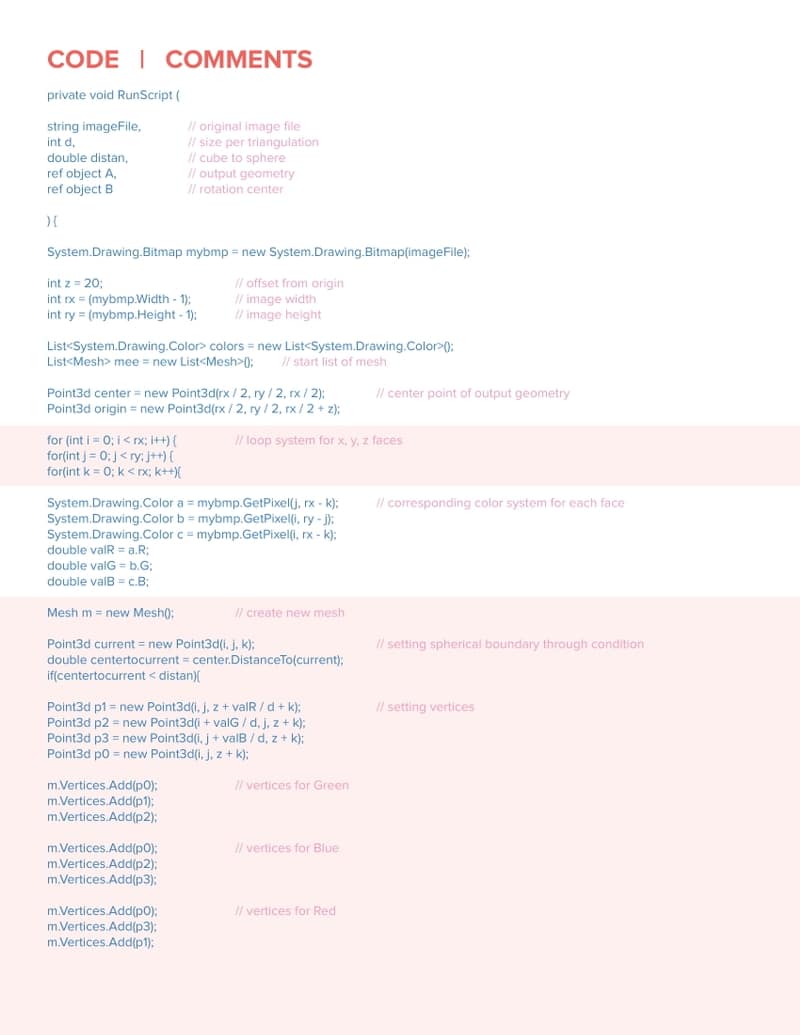 CODE | COMMENTS
private void RunScript (
string imageFile, // original image file
int d, // size per triangulation
double distan, // cube to sphere
ref object A, // output geometry
ref object B // rotation center
) {
System.Drawing.Bitmap mybmp = new System.Drawing.Bitmap(imageFile);
int z = 20; // offset from origin
int rx = (mybmp.Width - 1); // image width
int ry = (mybmp.Height - 1); // image height
List<System.Drawing.Color> colors = new List<System.Drawing.Color>();
List<Mesh> mee = new List<Mesh>(); // start list of mesh
Point3d center = new Point3d(rx / 2, ry / 2, rx / 2); // center point of output geometry
Point3d origin = new Point3d(rx / 2, ry / 2, rx / 2 + z);
for (int i = 0; i < rx; i++) { // loop system for x, y, z faces
for(int j = 0; j < ry; j++) {
for(int k = 0; k < rx; k++){
System.Drawing.Color a = mybmp.GetPixel(j, rx - k); // corresponding color system for each face
System.Drawing.Color b = mybmp.GetPixel(i, ry - j);
System.Drawing.Color c = mybmp.GetPixel(i, rx - k);
double valR = a.R;
double valG = b.G;
double valB = c.B;
Mesh m = new Mesh(); // create new mesh
Point3d current = new Point3d(i, j, k); // setting spherical boundary through condition
double centertocurrent = center.DistanceTo(current);
if(centertocurrent < distan){
Point3d p1 = new Point3d(i, j, z + valR / d + k); // setting vertices
Point3d p2 = new Point3d(i + valG / d, j, z + k);
Point3d p3 = new Point3d(i, j + valB / d, z + k);
Point3d p0 = new Point3d(i, j, z + k);
m.Vertices.Add(p0); // vertices for Green
m.Vertices.Add(p1);
m.Vertices.Add(p2);
m.Vertices.Add(p0); // vertices for Blue
m.Vertices.Add(p2);
m.Vertices.Add(p3);
m.Vertices.Add(p0); // vertices for Red
m.Vertices.Add(p3);
m.Vertices.Add(p1);